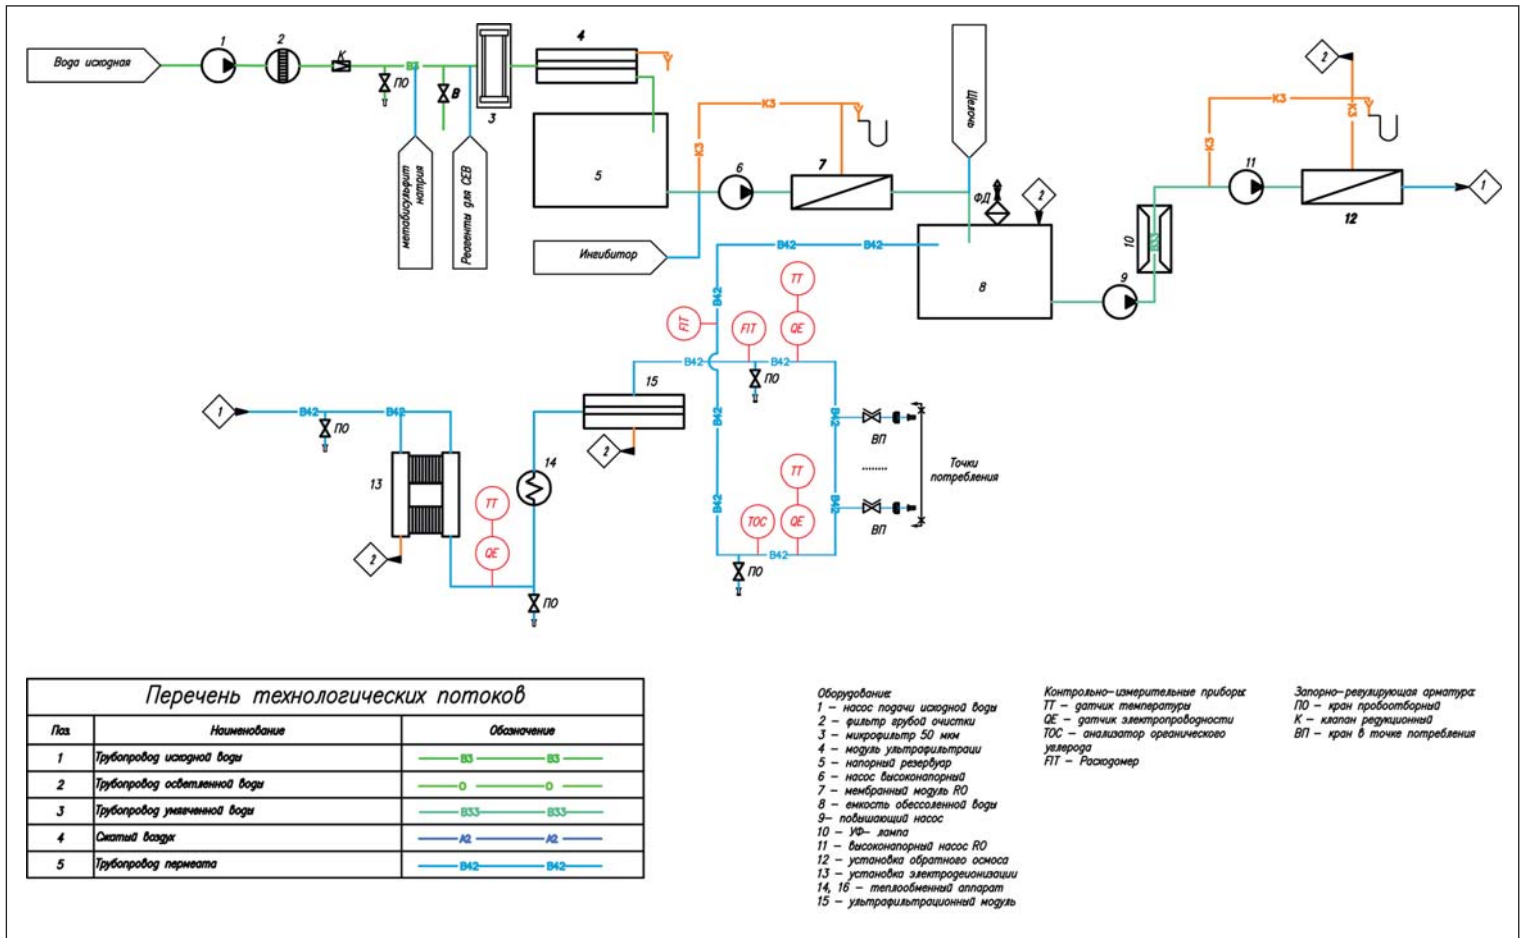 Вода исходная
1
2
К
В3
ПО
В
3
4
метабисульфит
натрия
Реагенты для СЕВ
5
Ингибитор
К3
К3
6
7
Щелочь
ФД
2
8
9
10
В33
11
К3
К3
2
12
1
В42
В42
В42
FIT
FIT
TT
QE
В42
В42
ПО
15
2
1
В42
В42
ПО
13
2
TT
QE
14
ПО
В42
В42
В42
В42
ВП
ВП
Точки
потребления
TOC
TT
QE
В42
ПО
Перечень технологических потоков
Поз.
Наименование
Обозначение
1
Трубопровод исходной воды
В3
В3
2
Трубопровод осветленной воды
О
О
3
Трубопровод умягченной воды
В33
В33
4
Сжатый воздух
А2
А2
5
Трубопровод пермеата
В42
В42
Оборудование:
1 – насос подачи исходной воды
2 – фильтр грубой очистки
3 – микрофильтр 50 мкм
4 – модуль ультрафильтраци
5 – напорный резервуар
6 – насос высоконапорный
7 – мембранный модуль RO
8 – емкость обессоленной воды
9– повышающий насос
10 – УФ– лампа
11 – высоконапорный насос RO
12 – установка обратного осмоса
13 – установка электродеионизации
14, 16 – теплообменный аппарат
15 – ультрафильтрационный модуль
Контрольно-измерительные приборы:
ТТ – датчик температуры
QE – датчик электропроводности
TOC – анализатор органического
углерода
FIT – Расходомер
Запорно-регулирующая арматура:
ПО – кран пробоотборный
К – клапан редукционный
ВП – кран в точке потребления